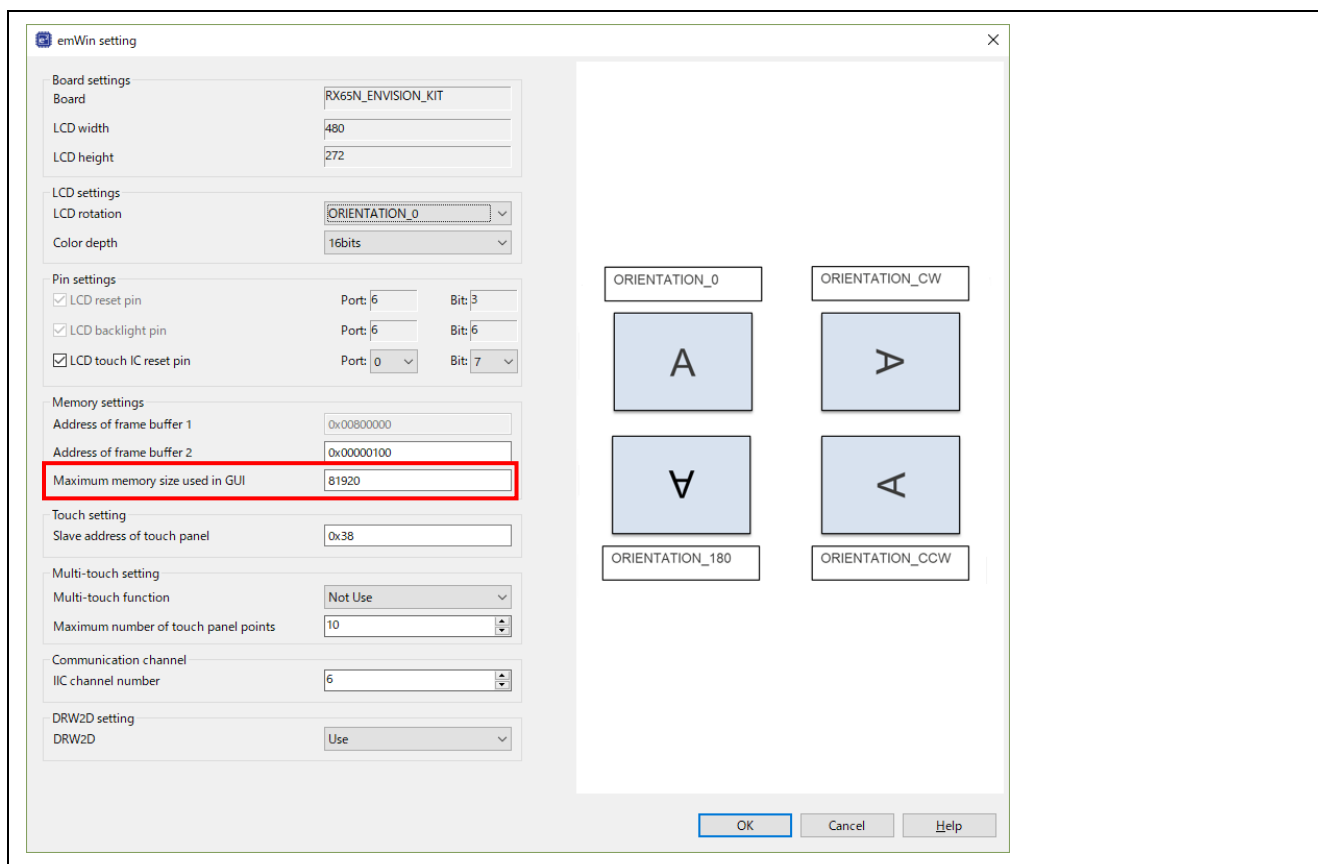 emWin setting
Board settings
Board RX65N_ENVISION_KIT
LCD width 480
LCD height 272
LCD settings
LCD rotation ORIENTATION_0
Color depth 16bits
Pin settings
LCD reset pin Port: 6 Bit: 3
LCD backlight pin Port: 6 Bit: 6
LCD touch IC reset pin Port: 0 Bit: 7
Memory settings
Address of frame buffer 1 0x00800000
Address of frame buffer 2 0x00000100
Maximum memory size used in GUI 81920
Touch setting
Slave address of touch panel 0x38
Multi-touch setting
Multi-touch function Not Use
Maximum number of touch panel points 10
Communication channel
IIC channel number 6
DRW2D setting
DRW2D Use
ORIENTATION_0 ORIENTATION_CW
A A
A A
ORIENTATION_180 ORIENTATION_CCW
OK Cancel Help